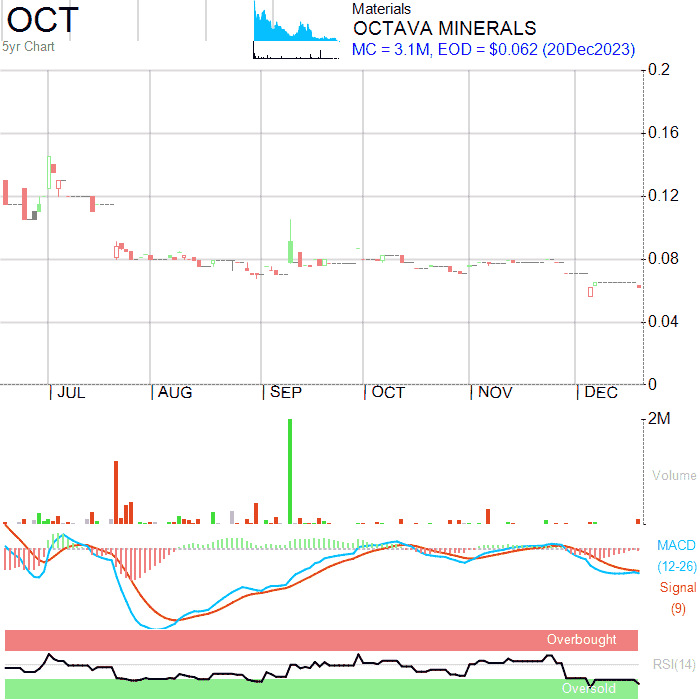 OCT
5yr Chart
Materials
OCTAVA MINERALS
MC = 3.1M, EOD = $0.062 (20Dec2023)
0.2
0.16
0.12
0.08
0.04
0
JUL AUG SEP OCT NOV DEC
2M
Volume
MACD
(12-26)
Signal
(9)
Overbought
RSI(14)
Oversold